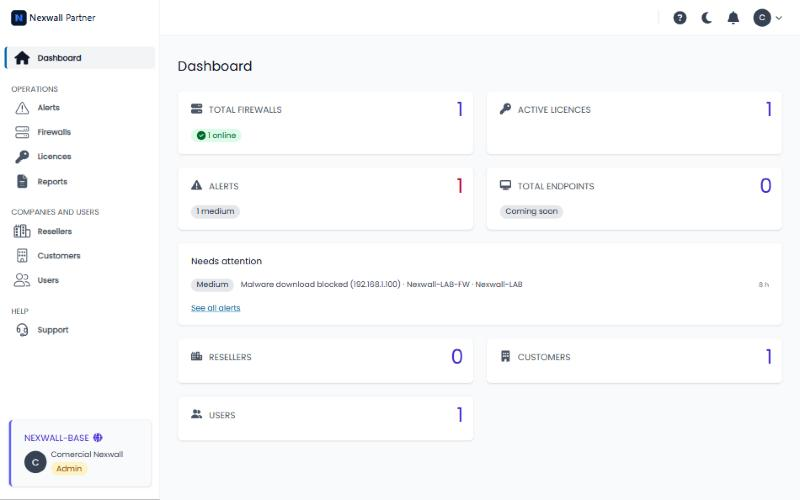 N Nexwall Partner
C
Dashboard
OPERATIONS
Alerts
Firewalls
Licences
Reports
COMPANIES AND USERS
Resellers
Customers
Users
HELP
Support
NEXWALL-BASE
C Comercial Nexwall
Admin
Dashboard
TOTAL FIREWALLS 1
1 online
ACTIVE LICENCES 1
ALERTS 1
1 medium
TOTAL ENDPOINTS 0
Coming soon
Needs attention
Medium Malware download blocked (192.168.1.100) · Nexwall-LAB-FW · Nexwall-LAB 8 h
See all alerts
RESELLERS 0
CUSTOMERS 1
USERS 1